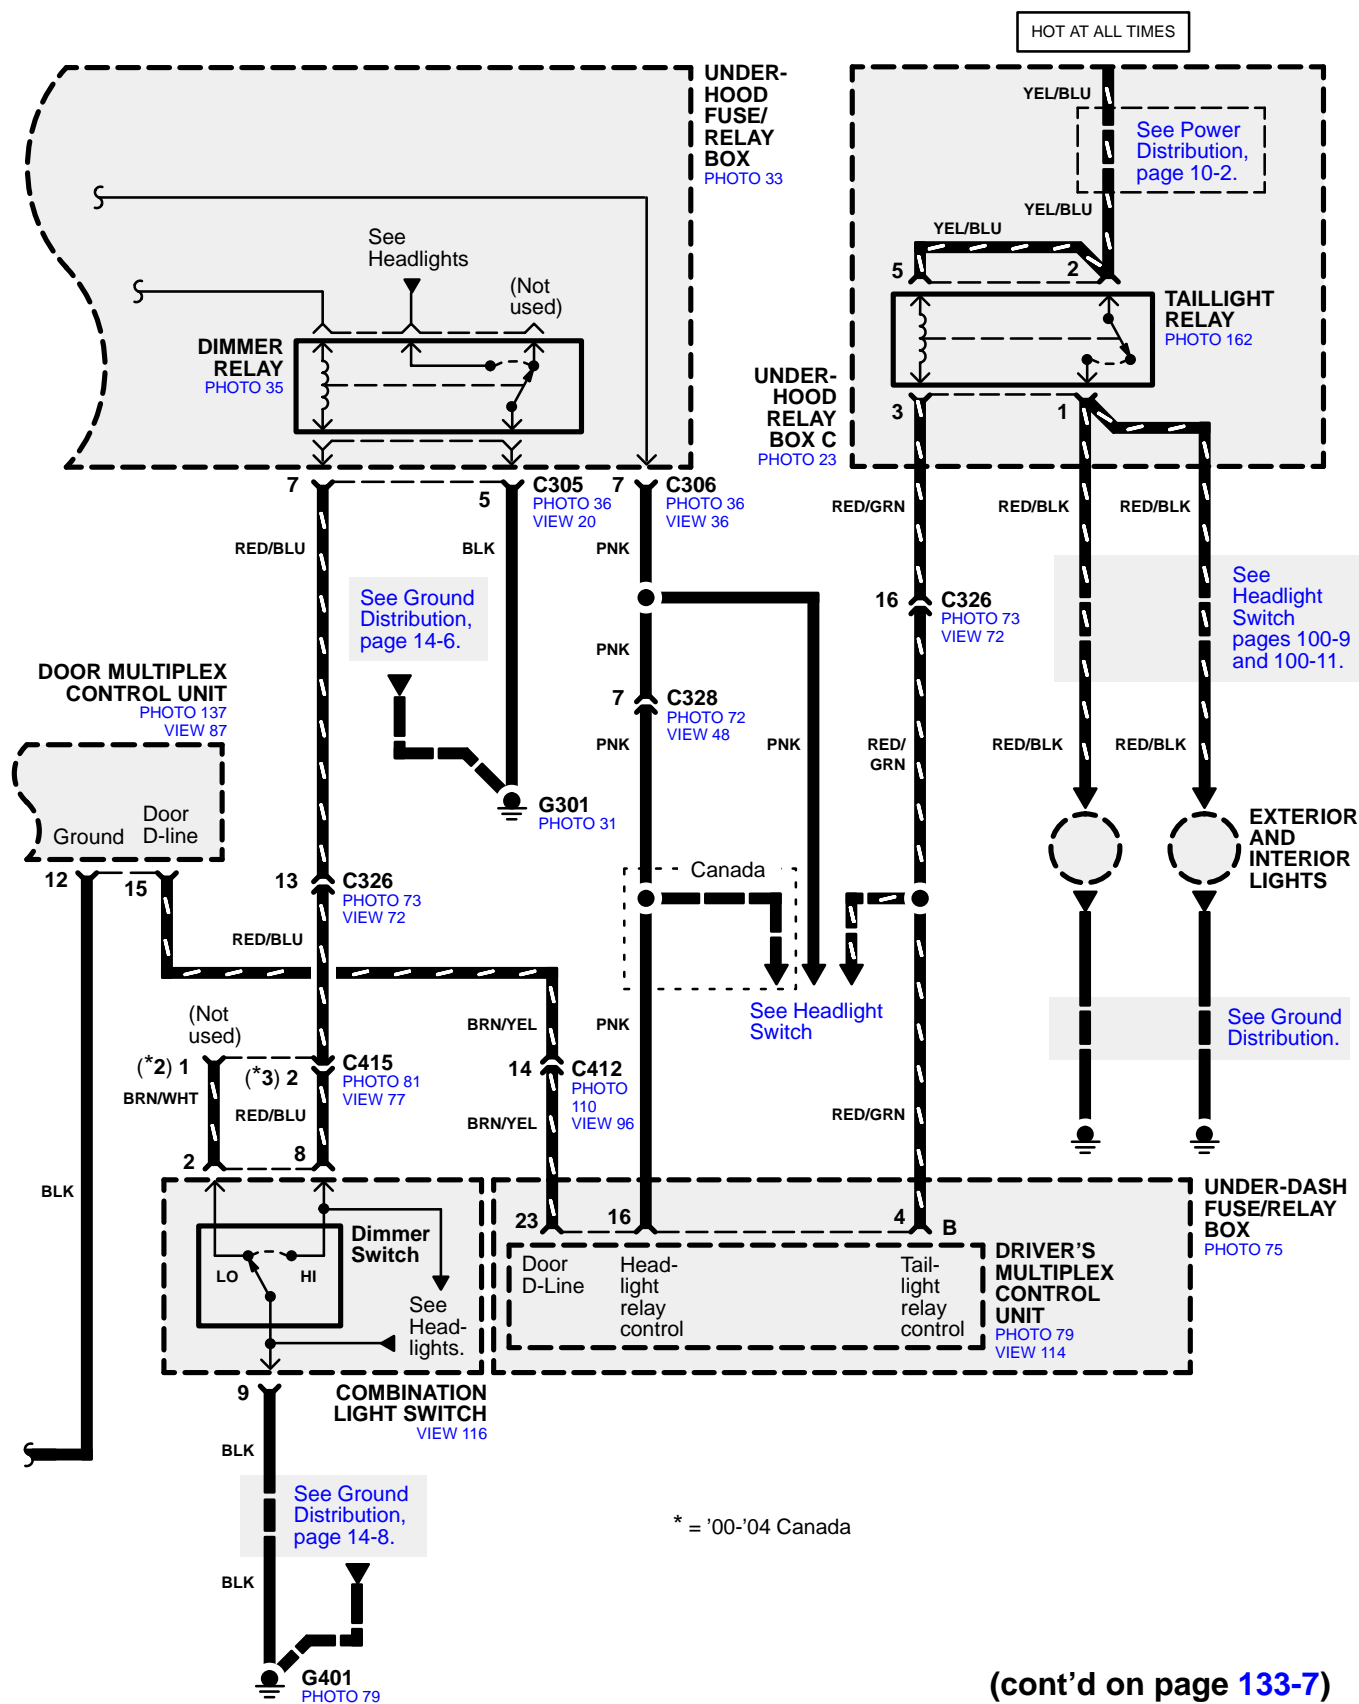 HOT AT ALL TIMES
UNDER-
HOOD
FUSE/
RELAY
BOX
PHOTO 33
YEL/BLU
See Power
Distribution,
page 10-2.
YEL/BLU
YEL/BLU
See
Headlights
(Not
used)
5
2
TAILLIGHT
RELAY
PHOTO 162
DIMMER
RELAY
PHOTO 35
UNDER-
HOOD
RELAY
BOX C
PHOTO 23
3
1
7
5
C305
PHOTO 36
VIEW 20
7
C306
PHOTO 36
VIEW 36
RED/GRN
RED/BLK
RED/BLK
RED/BLU
BLK
PNK
See Ground
Distribution,
page 14-6.
See
Headlight
Switch
pages 100-9
and 100-11.
16
C326
PHOTO 73
VIEW 72
PNK
DOOR MULTIPLEX
CONTROL UNIT
PHOTO 137
VIEW 87
7
C328
PHOTO 72
VIEW 48
PNK
PNK
RED/
GRN
RED/BLK
RED/BLK
Ground
Door
D-line
G301
PHOTO 31
EXTERIOR
AND
INTERIOR
LIGHTS
12
15
13
C326
PHOTO 73
VIEW 72
Canada
RED/BLU
(Not
used)
BRN/YEL
PNK
See Headlight
Switch
See Ground
Distribution.
(*2) 1
(*3) 2
C415
PHOTO 81
VIEW 77
14
C412
PHOTO
110
VIEW 96
BRN/WHT
RED/BLU
BRN/YEL
RED/GRN
2
8
BLK
UNDER-DASH
FUSE/RELAY
BOX
PHOTO 75
23
16
4
B
Dimmer
Switch
LO
HI
See
Head-
lights.
Door
D-Line
Head-
light
relay
control
Tail-
light
relay
control
DRIVER'S
MULTIPLEX
CONTROL
UNIT
PHOTO 79
VIEW 114
9
COMBINATION
LIGHT SWITCH
VIEW 116
BLK
See Ground
Distribution,
page 14-8.
* = '00-'04 Canada
BLK
G401
PHOTO 79
(cont'd on page 133-7)